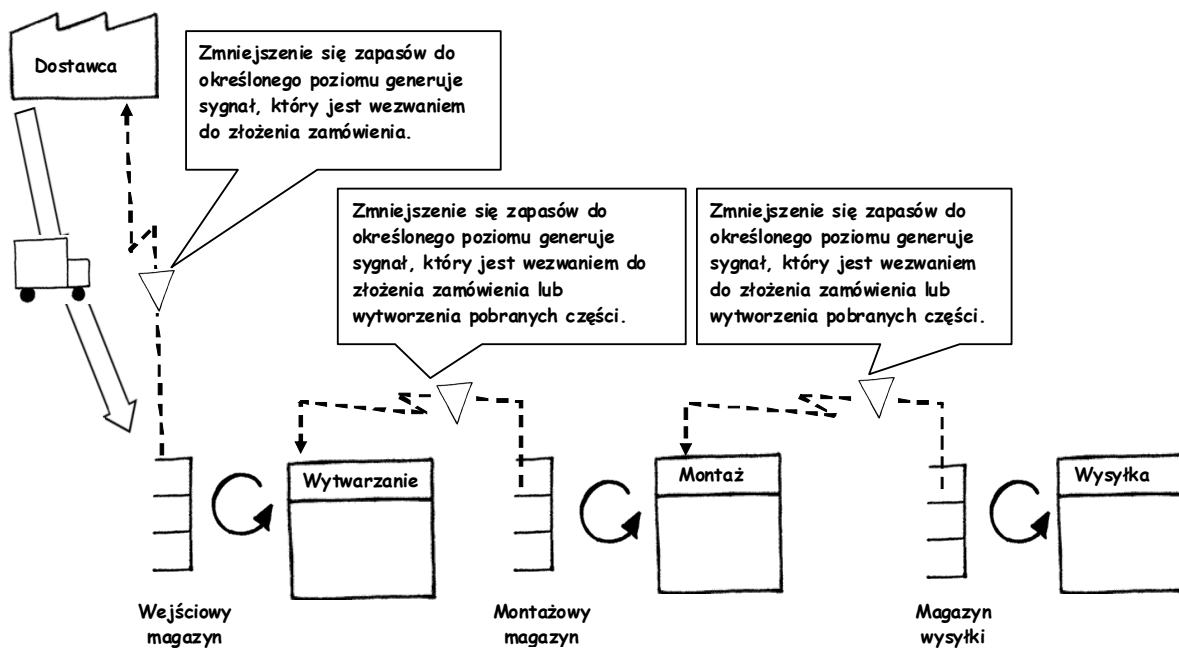 Dostawca
Zmniejszenie się zapasów do
określonego poziomu generuje
sygnał, który jest wezwaniem
do złożenia zamówienia.
Zmniejszenie się zapasów do
określonego poziomu generuje
sygnał, który jest wezwaniem do
złożenia zamówienia lub
wytworzenia pobranych części.
Zmniejszenie się zapasów do
określonego poziomu generuje
sygnał, który jest wezwaniem
do złożenia zamówienia lub
wytworzenia pobranych części.
Wytwarzanie
Montaż
Wysyłka
Wejściowy
magazyn
Montażowy
magazyn
Magazyn
wysyłki